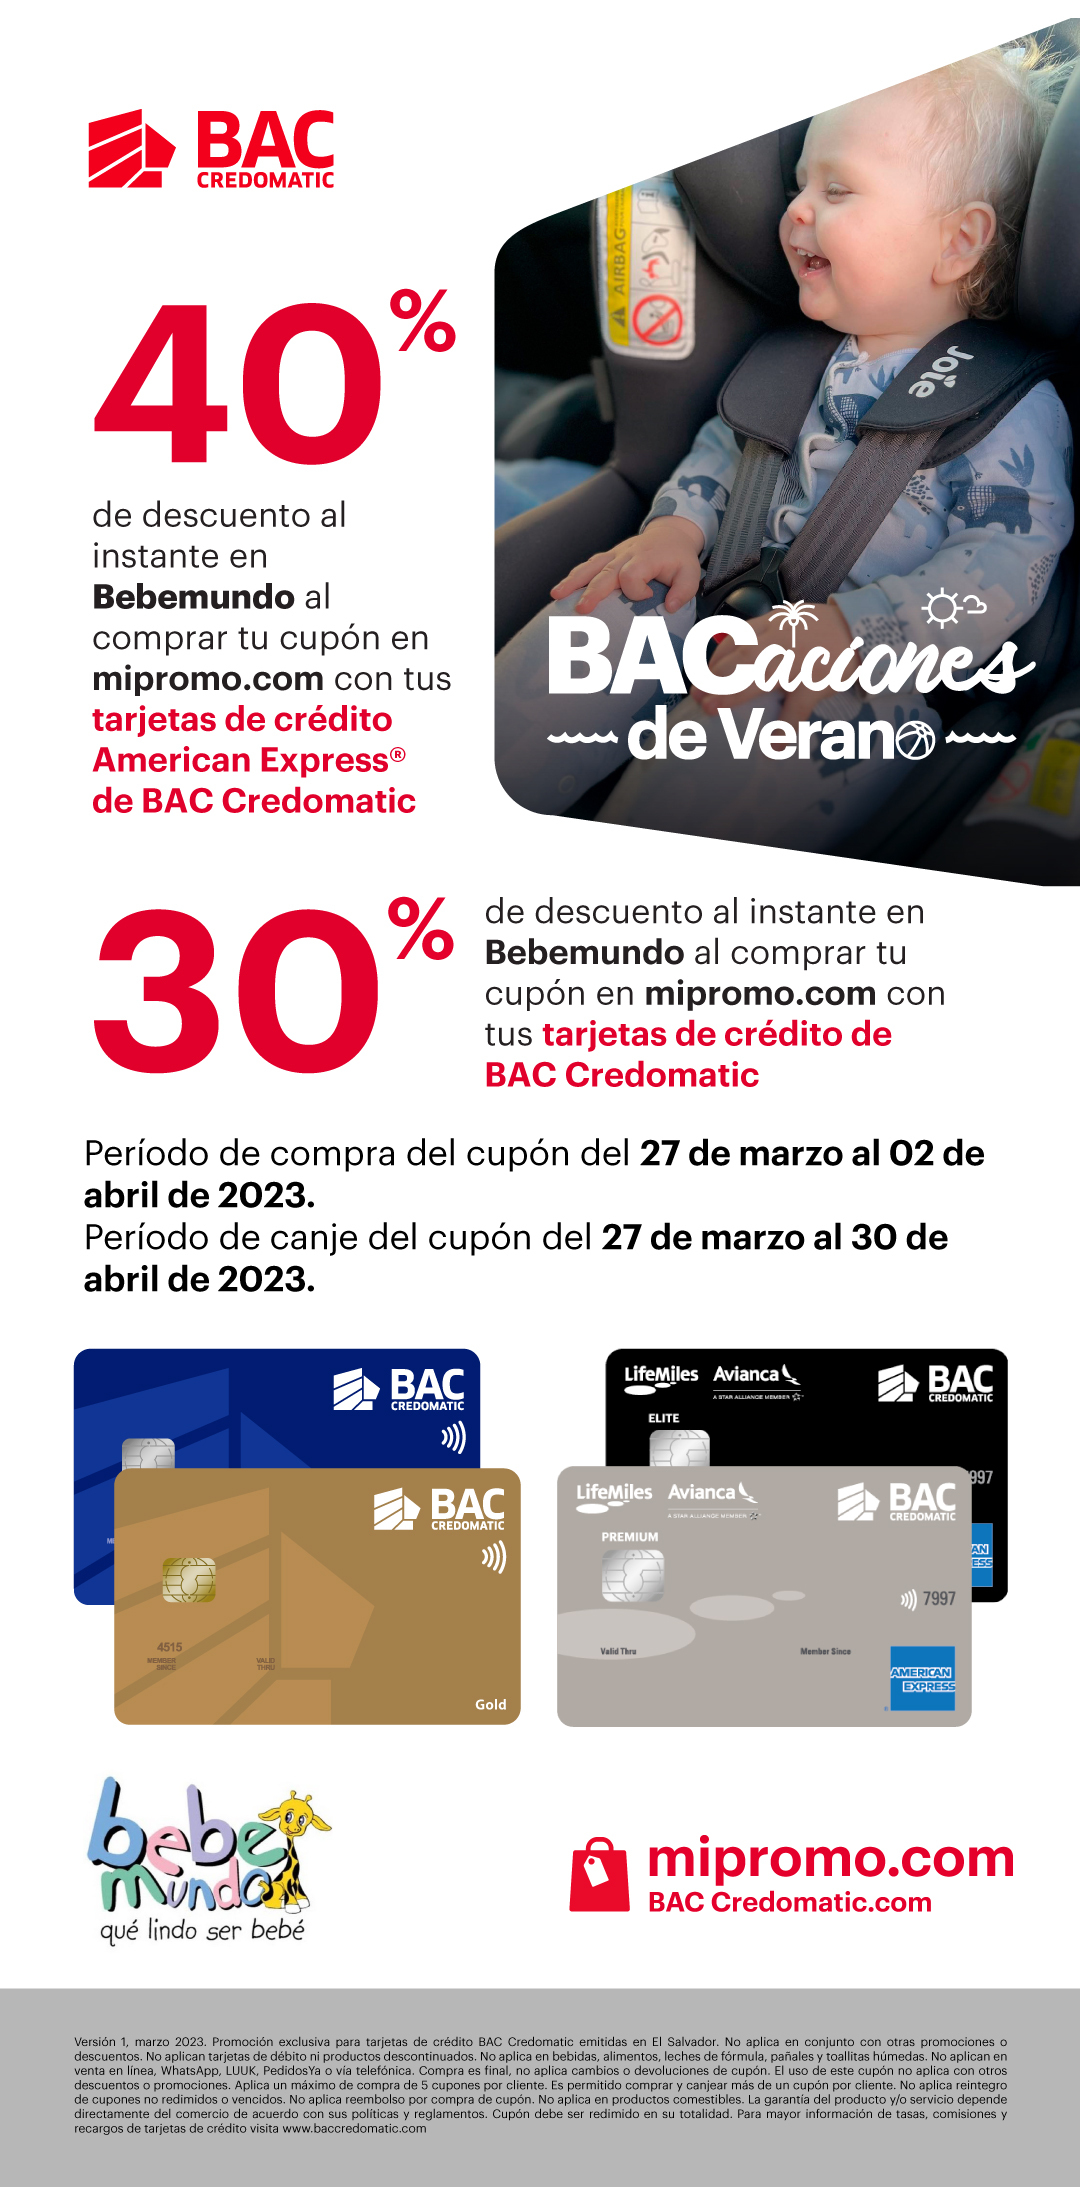 BAC
CREDOMATIC
AIRBAG
Joie
40%
de descuento al
instante en
Bebemundo al
comprar tu cupón en
mipromo.com con tus
tarjetas de crédito
American Express®
de BAC Credomatic
BACaciones
de Verano
30%
de descuento al instante en
Bebemundo al comprar tu
cupón en mipromo.com con
tus tarjetas de crédito de
BAC Credomatic
Período de compra del cupón del 27 de marzo al 02 de
abril de 2023.
Período de canje del cupón del 27 de marzo al 30 de
abril de 2023.
BAC
CREDOMATIC
BAC
CREDOMATIC
4515
MEMBER
SINCE
VALID
THRU
Gold
LifeMiles Avianca
A STAR ALLIANCE MEMBER
BAC
CREDOMATIC
ELITE
997
AN
ESS
LifeMiles Avianca
A STAR ALLIANCE MEMBER
BAC
CREDOMATIC
PREMIUM
7997
Valid Thru
Member Since
AMERICAN
EXPRESS
bebe
mundo
qué lindo ser bebé
mipromo.com
BAC Credomatic.com
Versión 1, marzo 2023. Promoción exclusiva para tarjetas de crédito BAC Credomatic emitidas en El Salvador. No aplica en conjunto con otras promociones o
descuentos. No aplican tarjetas de débito ni productos descontinuados. No aplica en bebidas, alimentos, leches de fórmula, pañales y toallitas húmedas. No aplican en
venta en línea, WhatsApp, LUUK, PedidosYa o vía telefónica. Compra es final, no aplica cambios o devoluciones de cupón. El uso de este cupón no aplica con otros
descuentos o promociones. Aplica un máximo de compra de 5 cupones por cliente. Es permitido comprar y canjear más de un cupón por cliente. No aplica reintegro
de cupones no redimidos o vencidos. No aplica reembolso por compra de cupón. No aplica en productos comestibles. La garantía del producto y/o servicio depende
directamente del comercio de acuerdo con sus políticas y reglamentos. Cupón debe ser redimido en su totalidad. Para mayor información de tasas, comisiones y
recargos de tarjetas de crédito visita www.baccredomatic.com